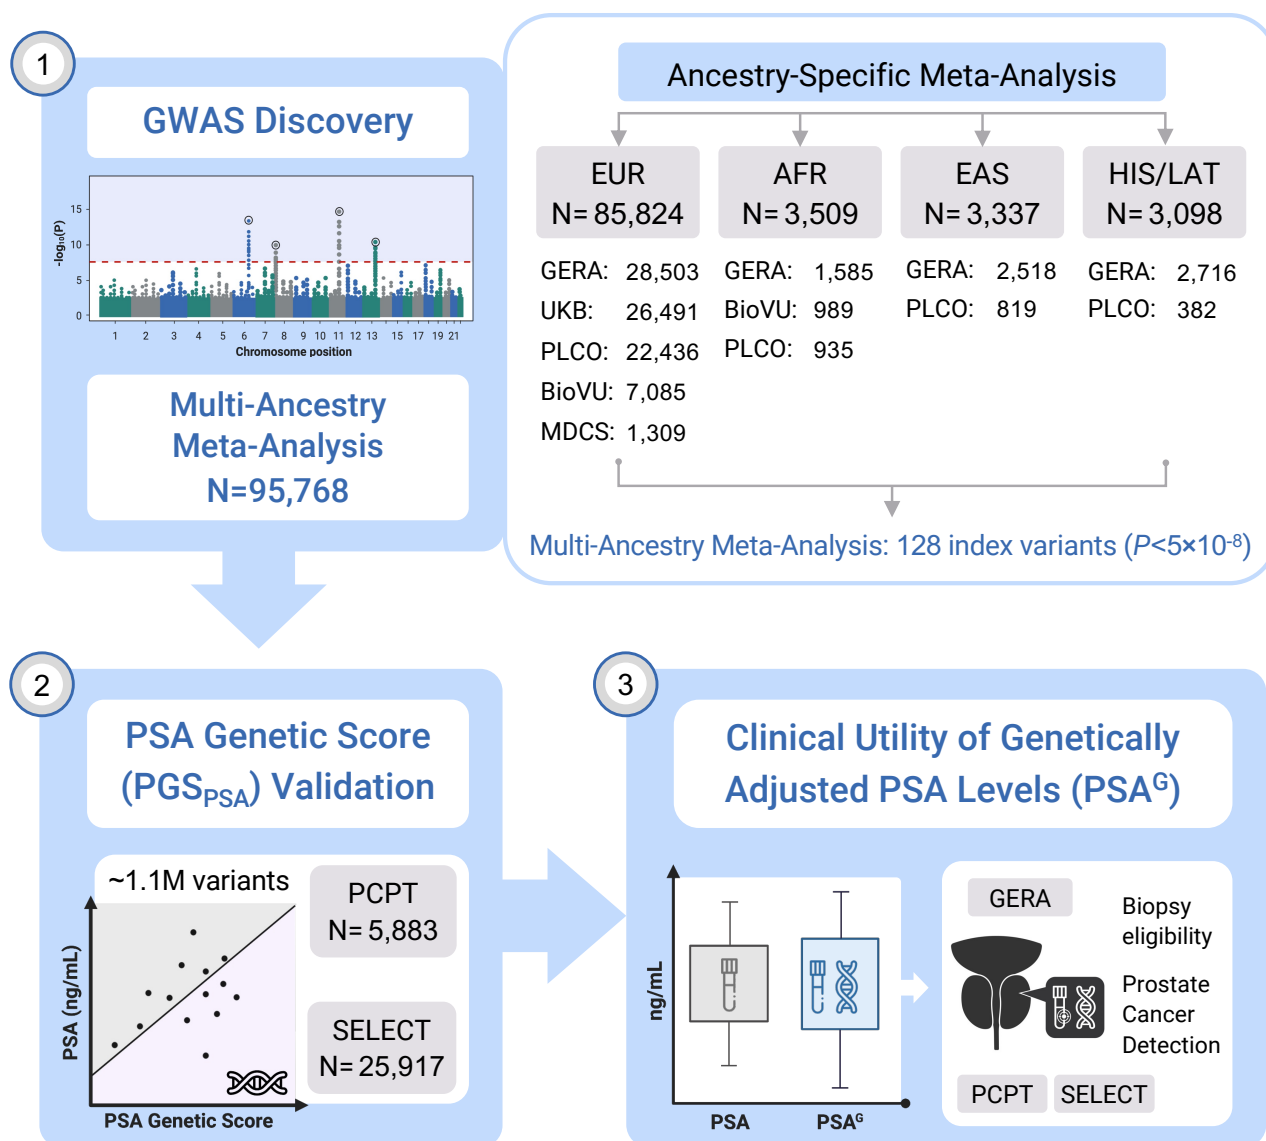 1
GWAS Discovery
-log₁₀(P)
15
10
5
0
1 2 3 4 5 6 7 8 9 10 11 13 15 17 19 21
Chromosome position
Multi-Ancestry
Meta-Analysis
N=95,768
Ancestry-Specific Meta-Analysis
EUR
N= 85,824
GERA: 28,503
UKB: 26,491
PLCO: 22,436
BioVU: 7,085
MDCS: 1,309
AFR
N= 3,509
GERA: 1,585
BioVU: 989
PLCO: 935
EAS
N= 3,337
GERA: 2,518
PLCO: 819
HIS/LAT
N= 3,098
GERA: 2,716
PLCO: 382
Multi-Ancestry Meta-Analysis: 128 index variants (P<5×10⁻⁸)
2
PSA Genetic Score
(PGS_PSA) Validation
~1.1M variants
PSA (ng/mL)
PSA Genetic Score
PCPT
N= 5,883
SELECT
N= 25,917
3
Clinical Utility of Genetically
Adjusted PSA Levels (PSAᴳ)
ng/mL
PSA PSAᴳ
GERA
Biopsy
eligibility
Prostate
Cancer
Detection
PCPT SELECT